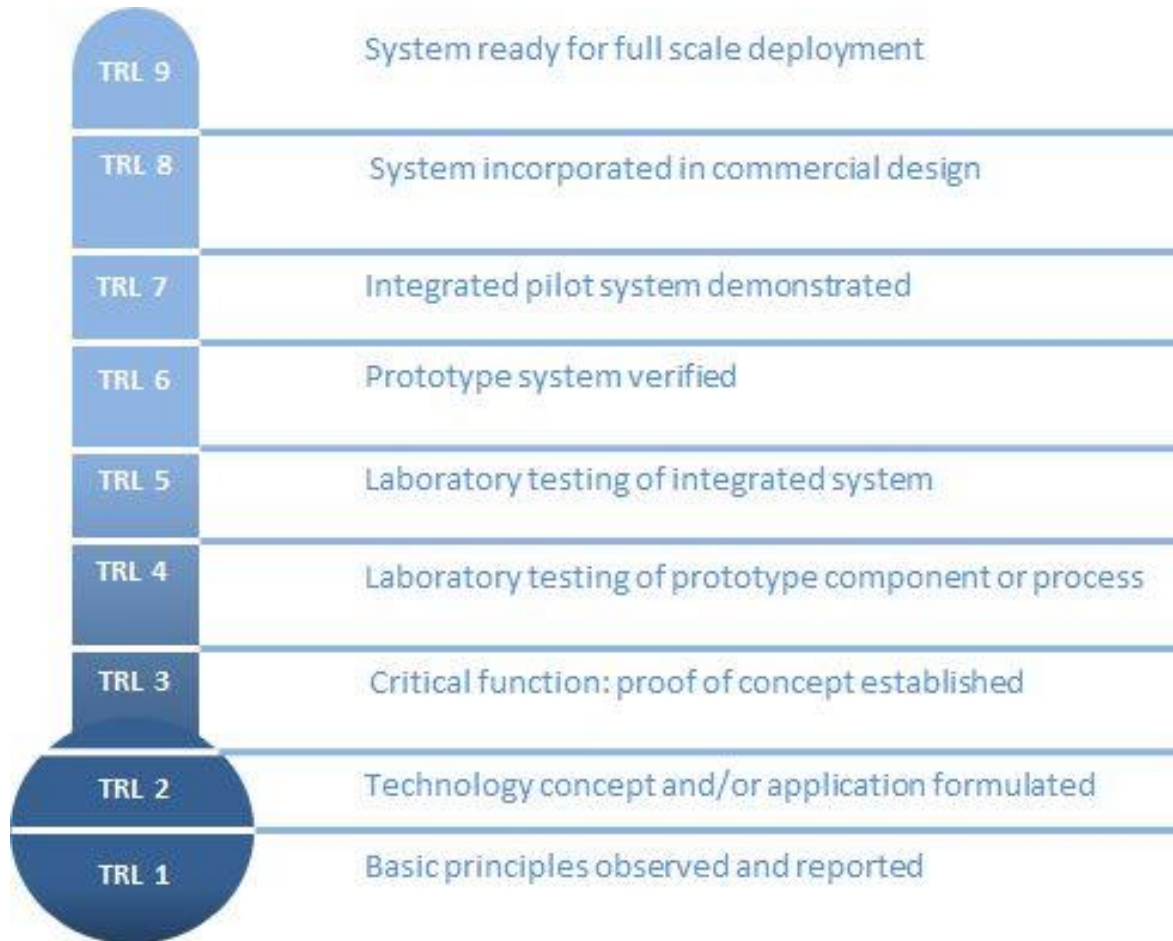 TRL 9 System ready for full scale deployment
TRL 8 System incorporated in commercial design
TRL 7 Integrated pilot system demonstrated
TRL 6 Prototype system verified
TRL 5 Laboratory testing of integrated system
TRL 4 Laboratory testing of prototype component or process
TRL 3 Critical function: proof of concept established
TRL 2 Technology concept and/or application formulated
TRL 1 Basic principles observed and reported